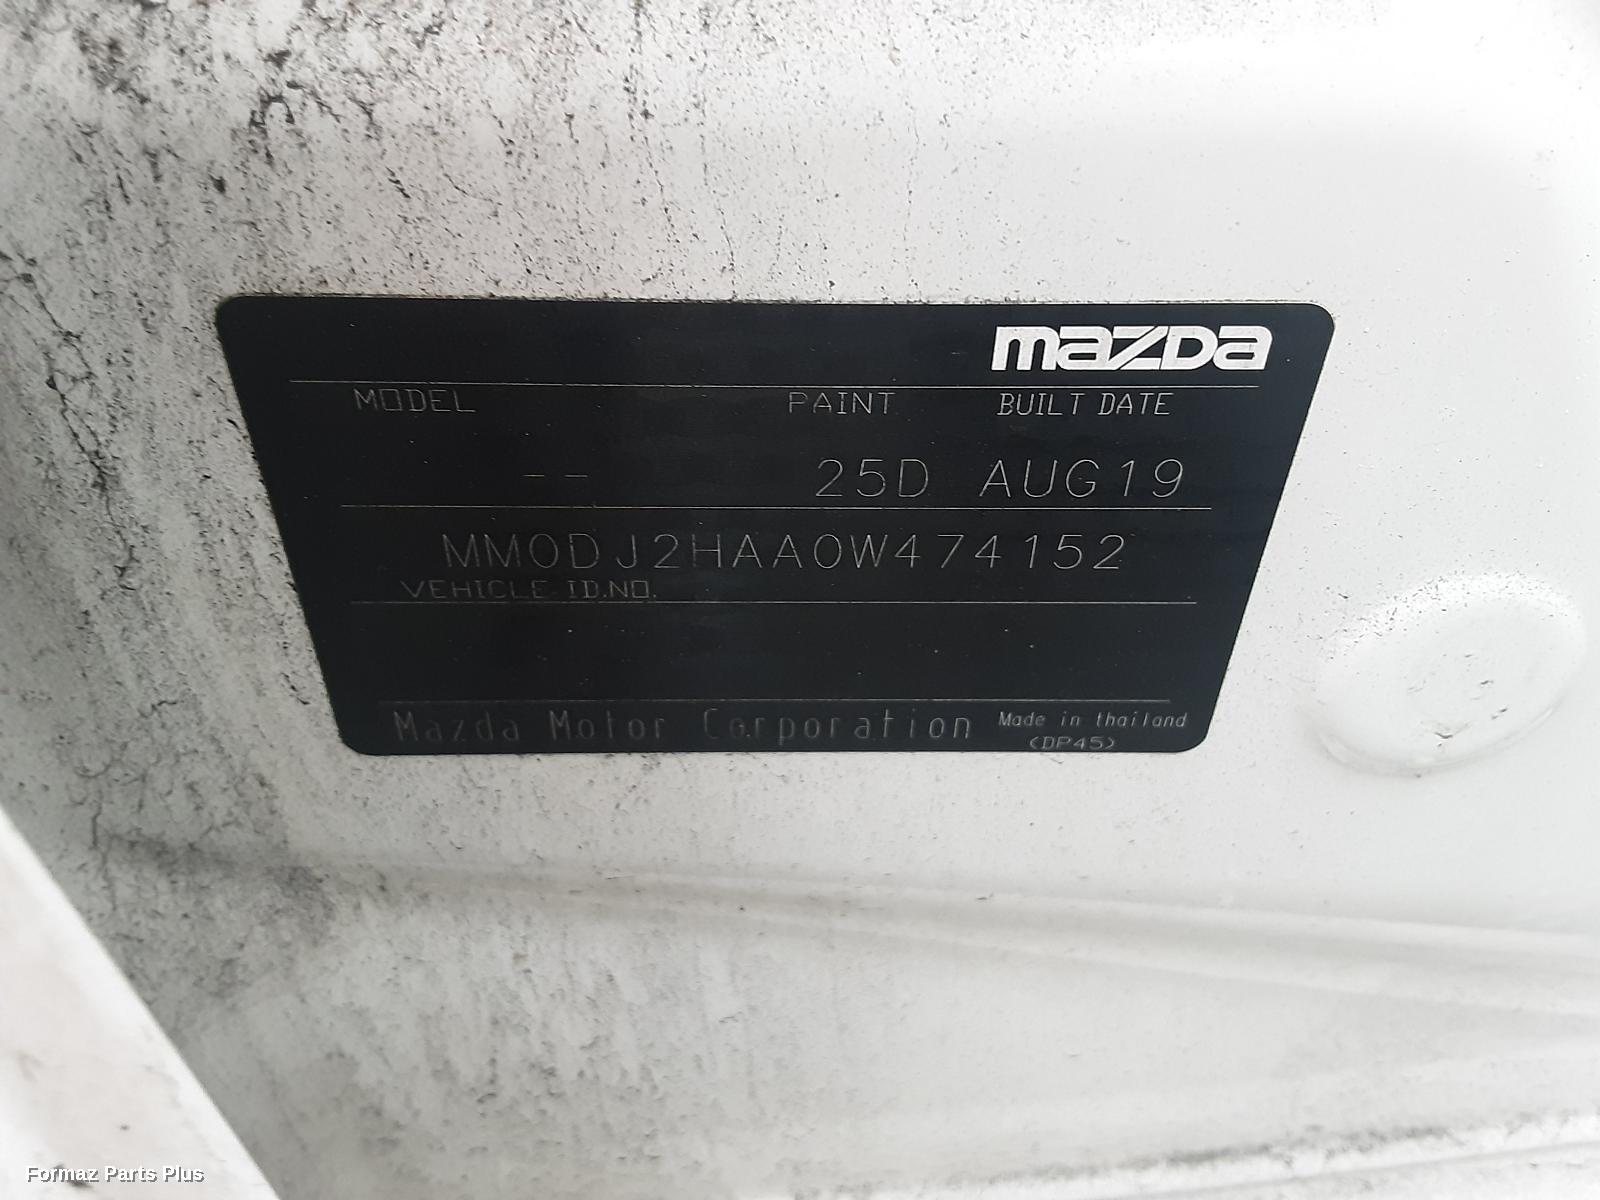 mazda
MODEL PAINT BUILT DATE
-- 25D AUG19
MM0DJ2HAA0W474152
VEHICLE ID.NO.
Mazda Motor Corporation Made in thailand
(DP45)
Formaz Parts Plus